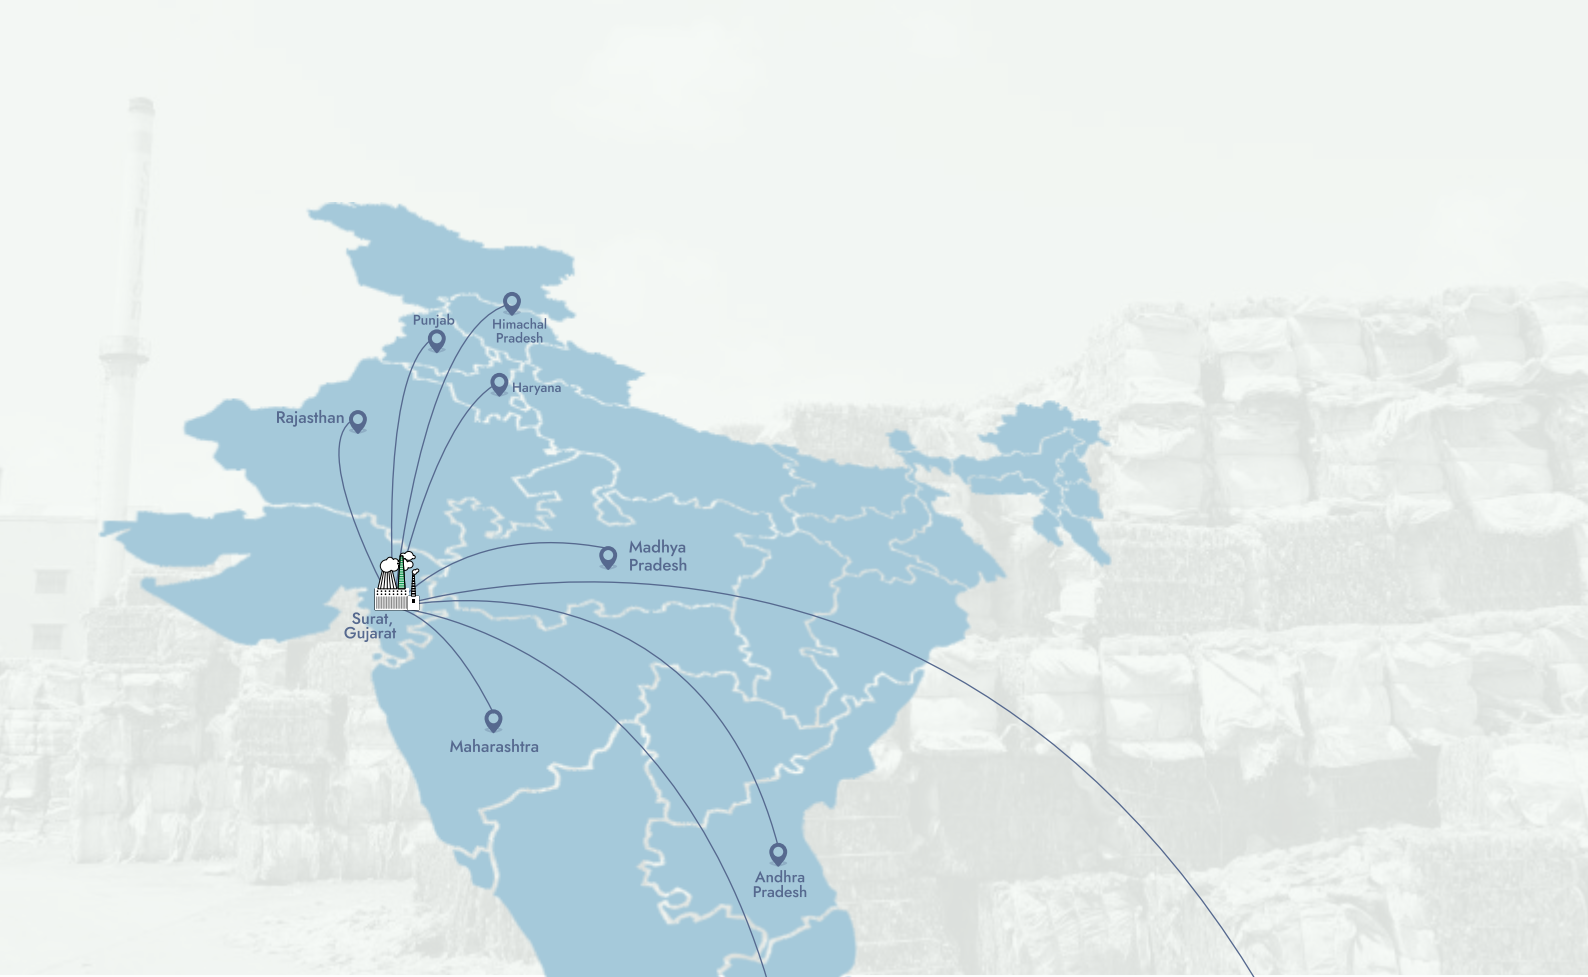 Punjab
Himachal
Pradesh
Haryana
Rajasthan
Madhya
Pradesh
Surat,
Gujarat
Maharashtra
Andhra
Pradesh